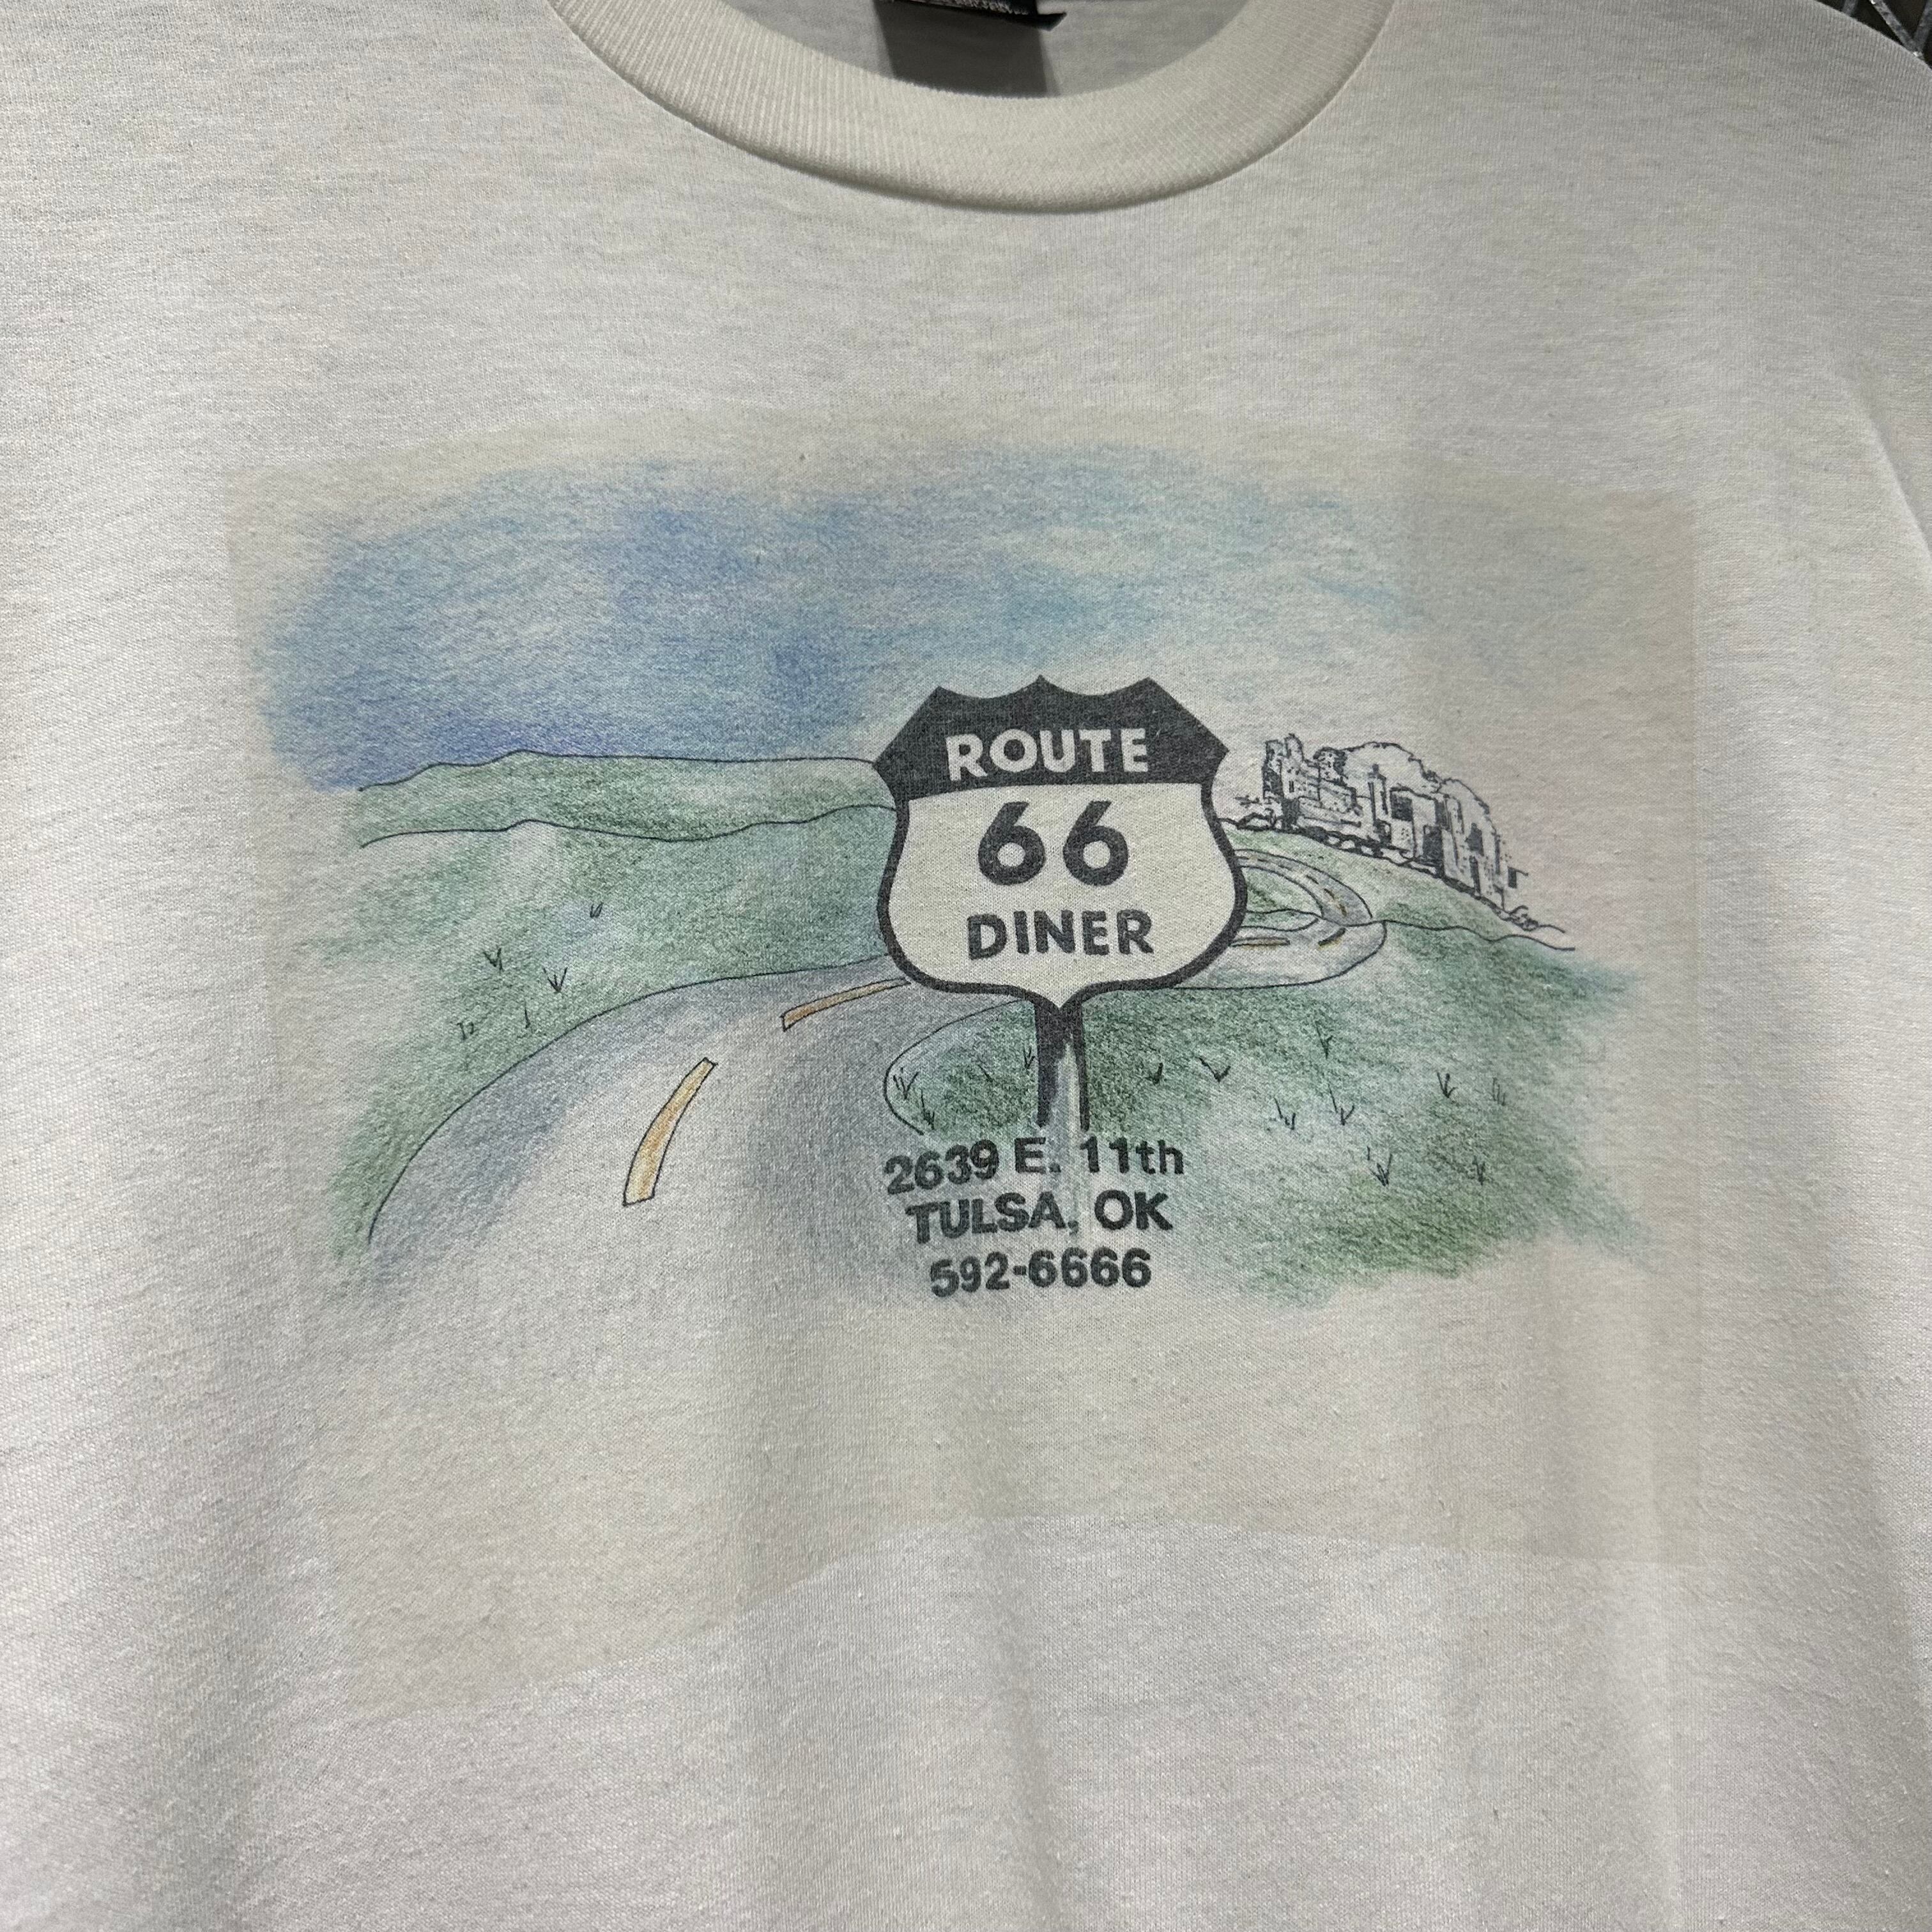 ROUTE
66
DINER
2639 E. 11th
TULSA, OK
592-6666